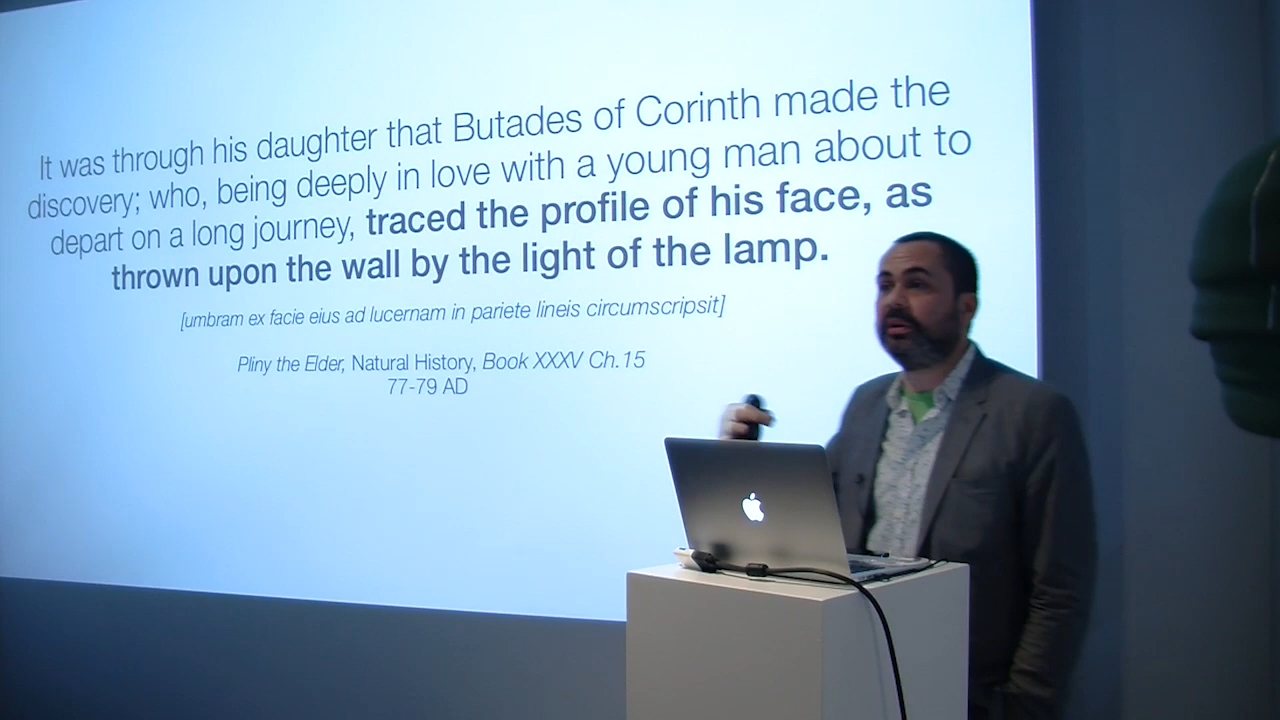 It was through his daughter that Butades of Corinth made the
discovery; who, being deeply in love with a young man about to
depart on a long journey, traced the profile of his face, as
thrown upon the wall by the light of the lamp.
[umbram ex facie eius ad lucernam in pariete lineis circumscripsit]
Pliny the Elder, Natural History, Book XXXV Ch.15
77-79 AD